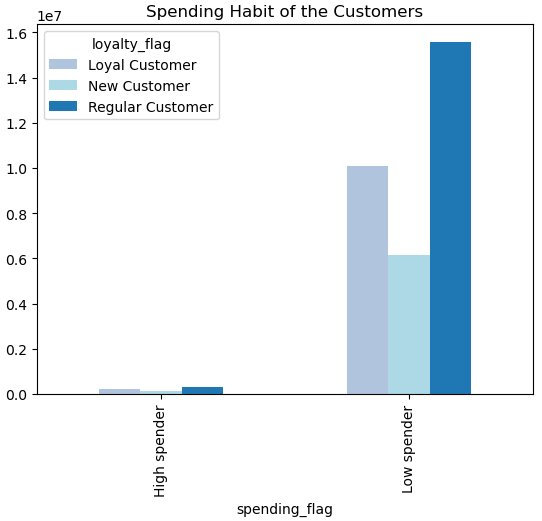 Spending Habit of the Customers
1e7
loyalty_flag
Loyal Customer
New Customer
Regular Customer
1.6
1.4
1.2
1.0
0.8
0.6
0.4
0.2
0.0
High spender
Low spender
spending_flag